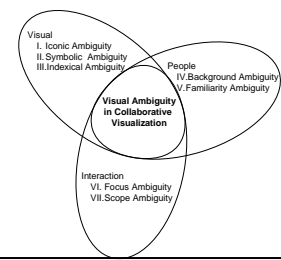 Visual
I. Iconic Ambiguity
II. Symbolic Ambiguity
III. Indexical Ambiguity
People
IV. Background Ambiguity
V. Familiarity Ambiguity
Visual Ambiguity
in Collaborative
Visualization
Interaction
VI. Focus Ambiguity
VII. Scope Ambiguity